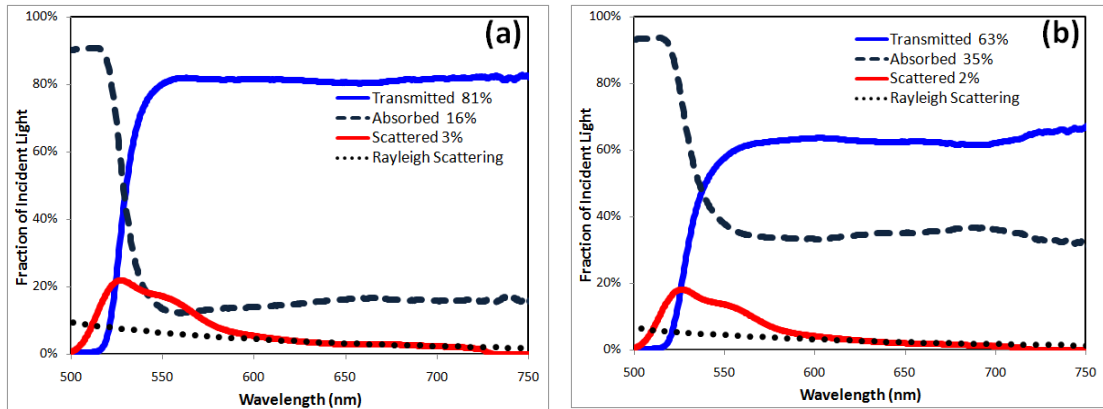 (a)
100%
80%
60%
40%
20%
0%
Fraction of Incident Light
Transmitted 81%
Absorbed 16%
Scattered 3%
Rayleigh Scattering
500 550 600 650 700 750
Wavelength (nm)
(b)
100%
80%
60%
40%
20%
0%
Fraction of Incident Light
Transmitted 63%
Absorbed 35%
Scattered 2%
Rayleigh Scattering
500 550 600 650 700 750
Wavelength (nm)